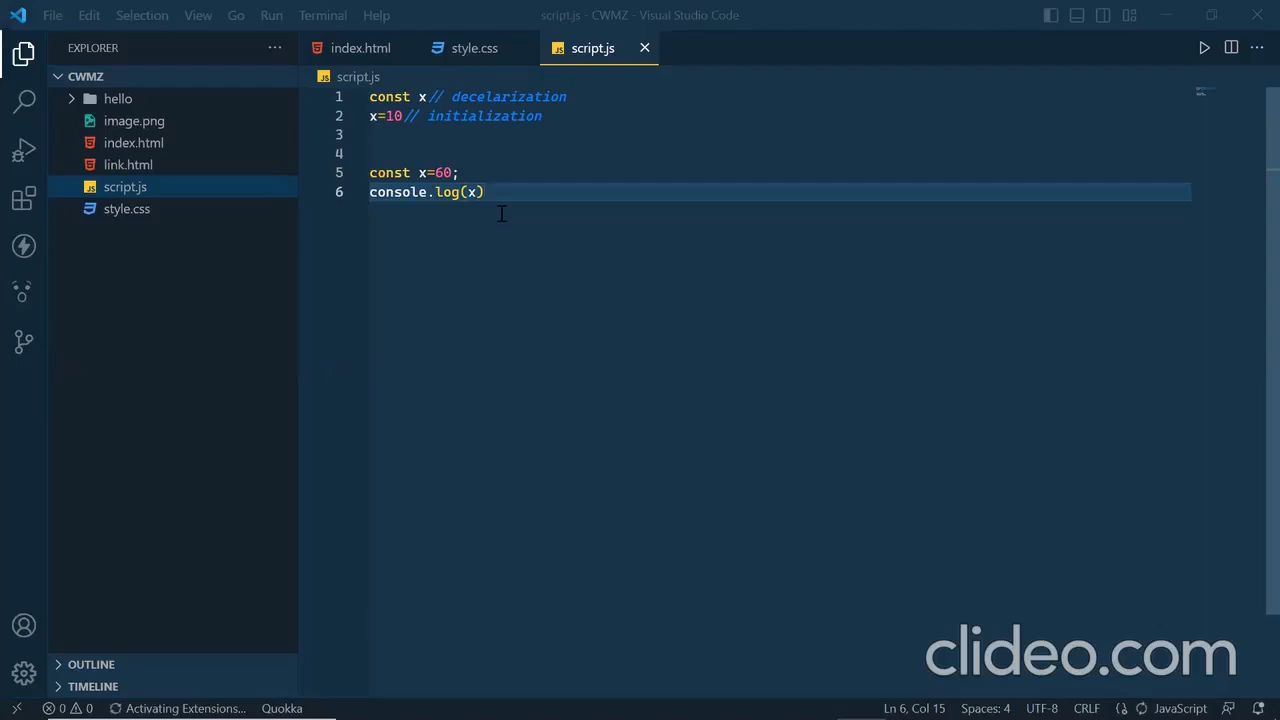 File Edit Selection View Go Run Terminal Help script.js - CWMZ - Visual Studio Code
EXPLORER ···
index.html style.css script.js
CWMZ
hello
image.png
index.html
link.html
script.js
style.css
JS script.js
1 const x// decelarization
2 x=10// initialization
3
4
5 const x=60;
6 console.log(x)
clideo.com
OUTLINE
TIMELINE
0 0 Activating Extensions... Quokka Ln 6, Col 15 Spaces: 4 UTF-8 CRLF {} JavaScript